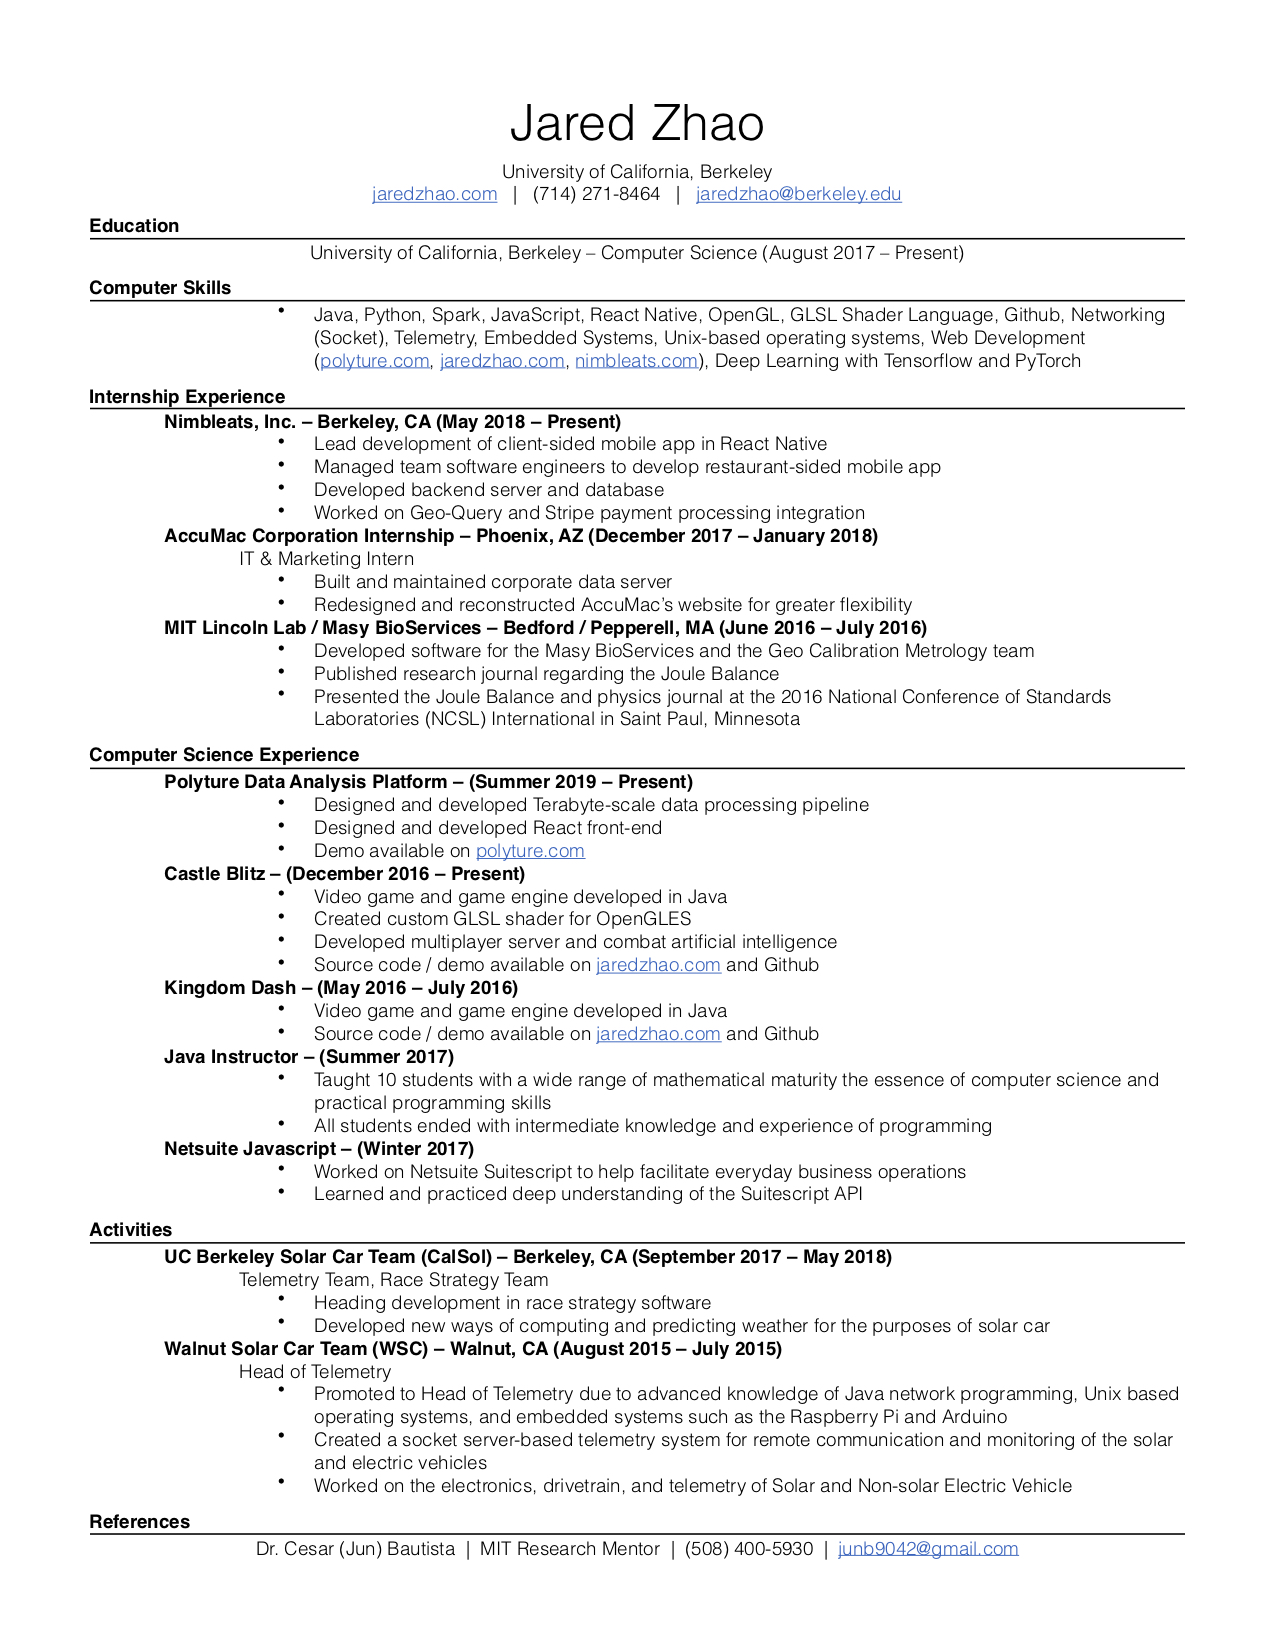 Jared Zhao
University of California, Berkeley
jaredzhao.com | (714) 271-8464 | jaredzhao@berkeley.edu
Education
University of California, Berkeley – Computer Science (August 2017 – Present)
Computer Skills
• Java, Python, Spark, JavaScript, React Native, OpenGL, GLSL Shader Language, Github, Networking
(Socket), Telemetry, Embedded Systems, Unix-based operating systems, Web Development
(polyture.com, jaredzhao.com, nimbleats.com), Deep Learning with Tensorflow and PyTorch
Internship Experience
Nimbleats, Inc. – Berkeley, CA (May 2018 – Present)
• Lead development of client-sided mobile app in React Native
• Managed team software engineers to develop restaurant-sided mobile app
• Developed backend server and database
• Worked on Geo-Query and Stripe payment processing integration
AccuMac Corporation Internship – Phoenix, AZ (December 2017 – January 2018)
IT & Marketing Intern
• Built and maintained corporate data server
• Redesigned and reconstructed AccuMac’s website for greater flexibility
MIT Lincoln Lab / Masy BioServices – Bedford / Pepperell, MA (June 2016 – July 2016)
• Developed software for the Masy BioServices and the Geo Calibration Metrology team
• Published research journal regarding the Joule Balance
• Presented the Joule Balance and physics journal at the 2016 National Conference of Standards
Laboratories (NCSL) International in Saint Paul, Minnesota
Computer Science Experience
Polyture Data Analysis Platform – (Summer 2019 – Present)
• Designed and developed Terabyte-scale data processing pipeline
• Designed and developed React front-end
• Demo available on polyture.com
Castle Blitz – (December 2016 – Present)
• Video game and game engine developed in Java
• Created custom GLSL shader for OpenGLES
• Developed multiplayer server and combat artificial intelligence
• Source code / demo available on jaredzhao.com and Github
Kingdom Dash – (May 2016 – July 2016)
• Video game and game engine developed in Java
• Source code / demo available on jaredzhao.com and Github
Java Instructor – (Summer 2017)
• Taught 10 students with a wide range of mathematical maturity the essence of computer science and
practical programming skills
• All students ended with intermediate knowledge and experience of programming
Netsuite Javascript – (Winter 2017)
• Worked on Netsuite Suitescript to help facilitate everyday business operations
• Learned and practiced deep understanding of the Suitescript API
Activities
UC Berkeley Solar Car Team (CalSol) – Berkeley, CA (September 2017 – May 2018)
Telemetry Team, Race Strategy Team
• Heading development in race strategy software
• Developed new ways of computing and predicting weather for the purposes of solar car
Walnut Solar Car Team (WSC) – Walnut, CA (August 2015 – July 2015)
Head of Telemetry
• Promoted to Head of Telemetry due to advanced knowledge of Java network programming, Unix based
operating systems, and embedded systems such as the Raspberry Pi and Arduino
• Created a socket server-based telemetry system for remote communication and monitoring of the solar
and electric vehicles
• Worked on the electronics, drivetrain, and telemetry of Solar and Non-solar Electric Vehicle
References
Dr. Cesar (Jun) Bautista | MIT Research Mentor | (508) 400-5930 | junb9042@gmail.com